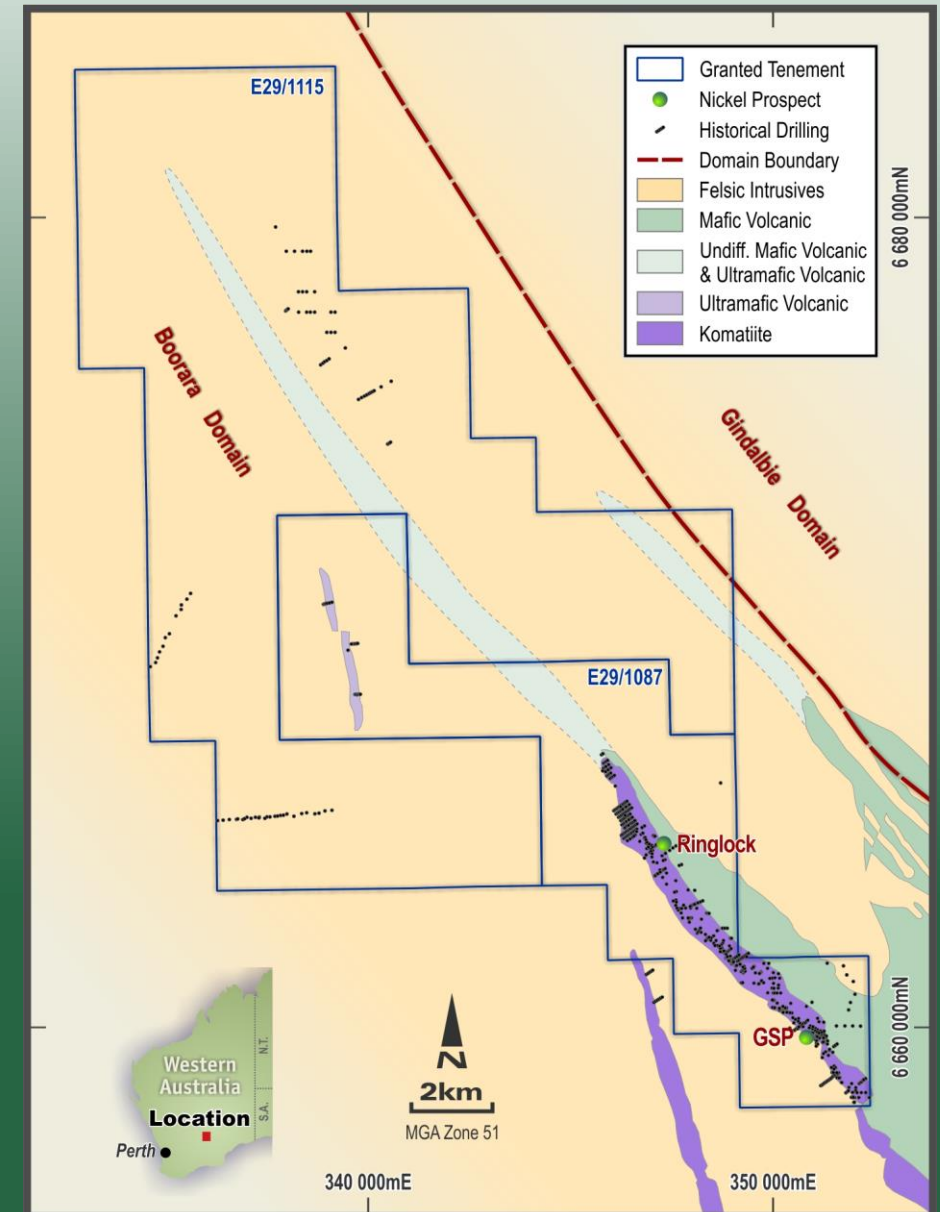 E29/1115
Granted Tenement
Nickel Prospect
Historical Drilling
Domain Boundary
Felsic Intrusives
Mafic Volcanic
Undiff. Mafic Volcanic
& Ultramafic Volcanic
Ultramafic Volcanic
Komatiite
6 680 000mN
Boorara Domain
Gindalbie Domain
E29/1087
Ringlock
GSP
6 660 000mN
Western
Australia
Location
Perth
N.T.
S.A.
N
2km
MGA Zone 51
340 000mE
350 000mE